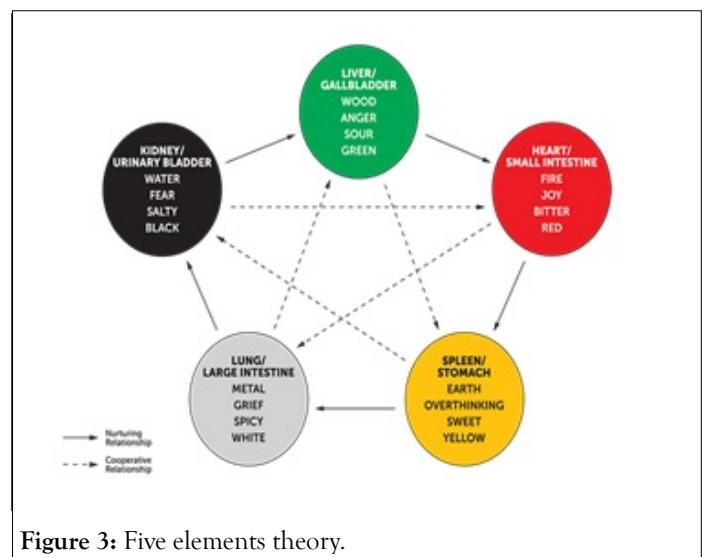 LIVER/
GALLBLADDER
WOOD
ANGER
SOUR
GREEN
KIDNEY/
URINARY BLADDER
WATER
FEAR
SALTY
BLACK
HEART/
SMALL INTESTINE
FIRE
JOY
BITTER
RED
LUNG/
LARGE INTESTINE
METAL
GRIEF
SPICY
WHITE
SPLEEN/
STOMACH
EARTH
OVERTHINKING
SWEET
YELLOW
Nurturing
Relationship
Cooperative
Relationship
Figure 3: Five elements theory.